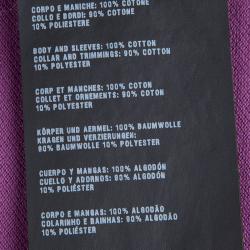 CORPO E MANICHE: 100% COTONE
COLLO E BORDI: 90% COTONE
10% POLIESTERE
BODY AND SLEEVES: 100% COTTON
COLLAR AND TRIMMINGS: 90% COTTON
10% POLYESTER
CORP ET MANCHES: 100% COTON
COLLET ET ORNEMENTS: 90% COTON
10% POLYESTER
KÖRPER UND AERMEL: 100% BAUMWOLLE
KRAGEN UND VERZIERUNGEN:
90% BAUMWOLLE 10% POLYESTER
CUERPO Y MANGAS: 100% ALGODÓN
CUELLO Y ADORNOS: 90% ALGODÓN
10% POLIÉSTER
CORPO E MANGAS: 100% ALGODÃO
COLARINHO E BAINHAS: 90% ALGODÃO
10% POLIÉSTER